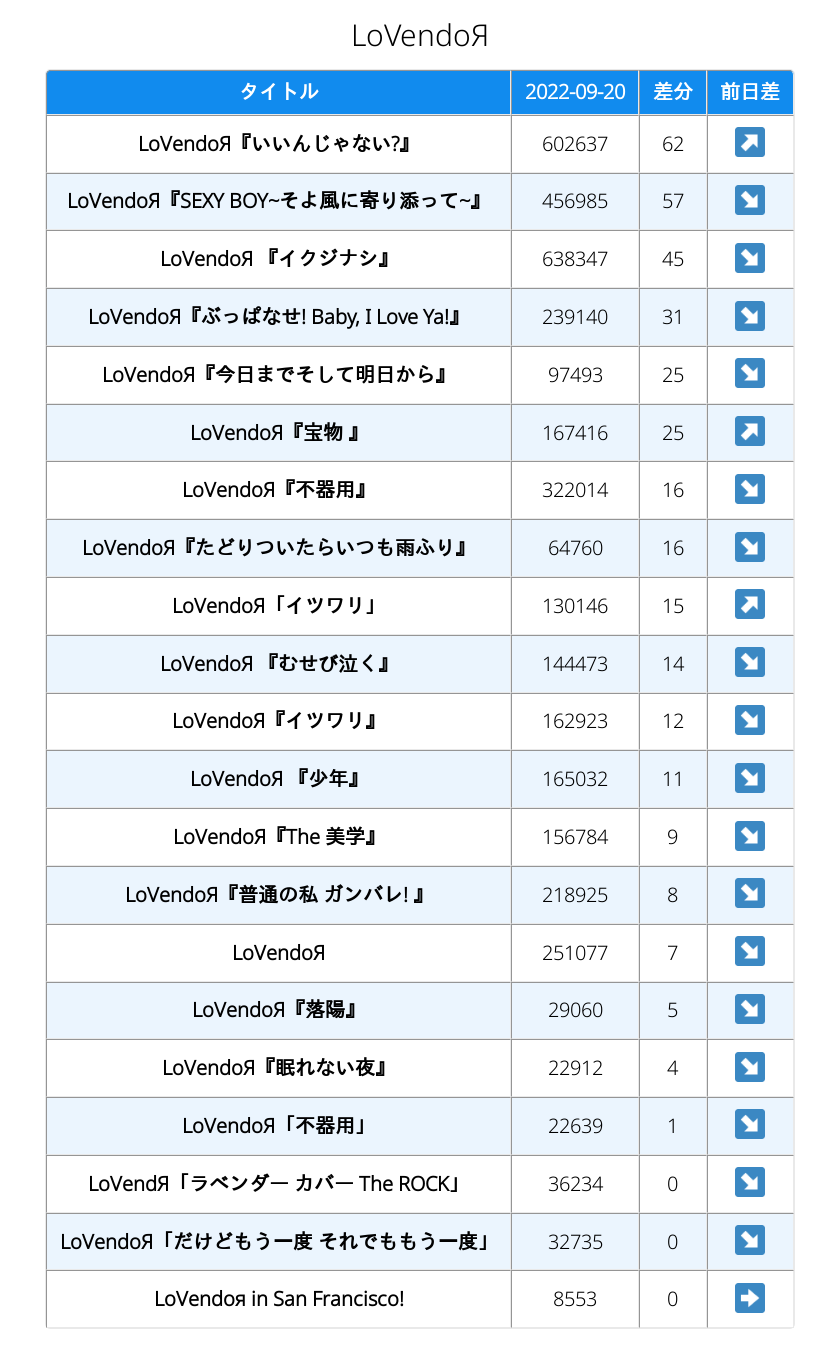 LoVendoЯ
タイトル 2022-09-20 差分 前日差
LoVendoЯ『いいんじゃない?』 602637 62 ↗
LoVendoЯ『SEXY BOY~そよ風に寄り添って~』 456985 57 ↘
LoVendoЯ 『イクジナシ』 638347 45 ↘
LoVendoЯ『ぶっぱなせ! Baby, I Love Ya!』 239140 31 ↘
LoVendoЯ『今日までそして明日から』 97493 25 ↘
LoVendoЯ『宝物 』 167416 25 ↗
LoVendoЯ『不器用』 322014 16 ↘
LoVendoЯ『たどりついたらいつも雨ふり』 64760 16 ↘
LoVendoЯ「イツワリ」 130146 15 ↗
LoVendoЯ 『むせび泣く』 144473 14 ↘
LoVendoЯ『イツワリ』 162923 12 ↘
LoVendoЯ 『少年』 165032 11 ↘
LoVendoЯ『The 美学』 156784 9 ↘
LoVendoЯ『普通の私 ガンバレ! 』 218925 8 ↘
LoVendoЯ 251077 7 ↘
LoVendoЯ『落陽』 29060 5 ↘
LoVendoЯ『眠れない夜』 22912 4 ↘
LoVendoЯ「不器用」 22639 1 ↘
LoVendЯ「ラベンダー カバー The ROCK」 36234 0 ↘
LoVendoЯ「だけどもう一度 それでももう一度」 32735 0 ↘
LoVendoя in San Francisco! 8553 0 ➡